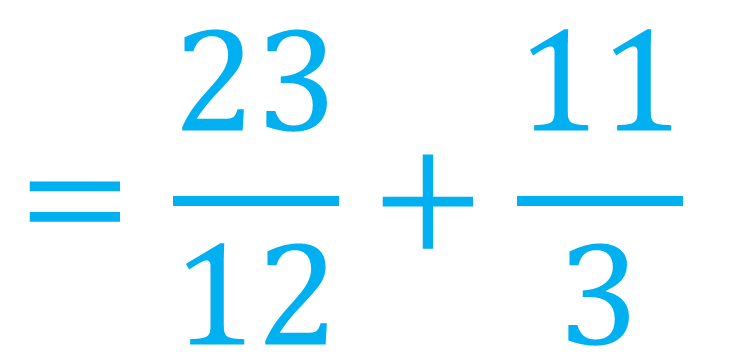 = 23/12 + 11/3